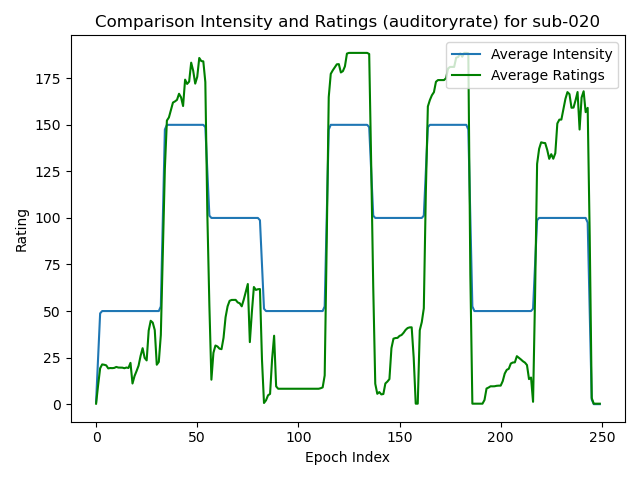 Comparison Intensity and Ratings (auditoryrate) for sub-020
Average Intensity
Average Ratings
Rating
175
150
125
100
75
50
25
0
0 50 100 150 200 250
Epoch Index